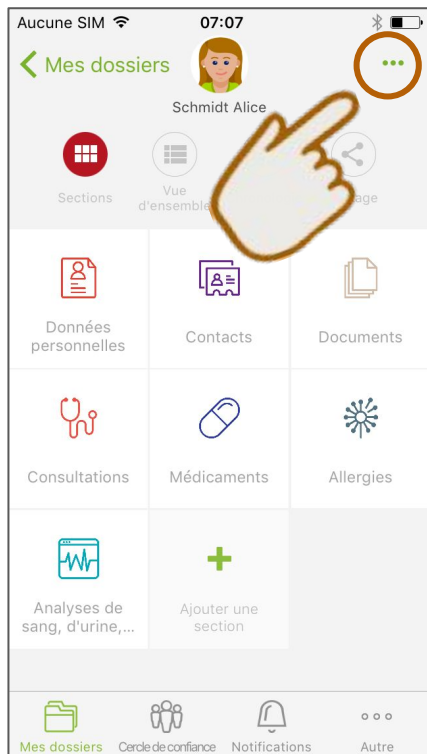 Aucune SIM 07:07
Mes dossiers
Schmidt Alice
Sections
Vue
d'ensemble
Données
personnelles
Contacts
Documents
Consultations
Médicaments
Allergies
Analyses de
sang, d'urine,...
Ajouter une
section
Mes dossiers Cercle de confiance Notifications Autre